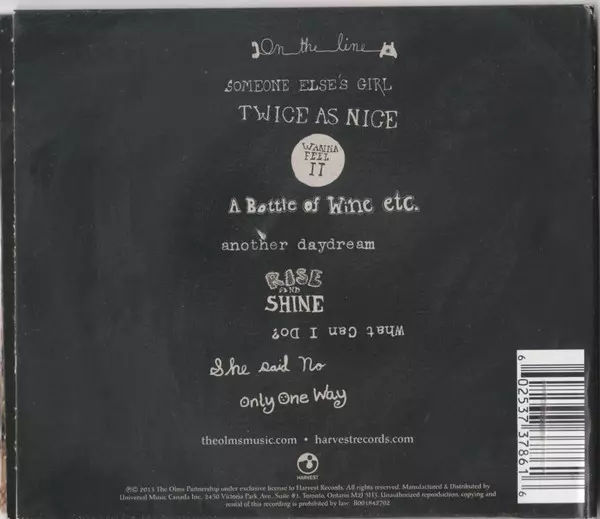 On the line
SOMEONE ELSE'S GIRL
TWICE AS NICE
WANNA
FEEL
IT
A Bottle of Wine etc.
another daydream
RISE
AND
SHINE
What Can I Do?
She said No
Only One Way
theolmsmusic.com • harvestrecords.com
HARVEST
℗© 2013 The Olms Partnership under exclusive license to Harvest Records. All rights reserved. Manufactured & Distributed by
Universal Music Canada Inc. 2450 Victoria Park Ave., Suite #1, Toronto, Ontario M2J 5H3. Unauthorized reproduction, copying and
rental of this recording is prohibited by law. B001842702
6 02537 37861 6